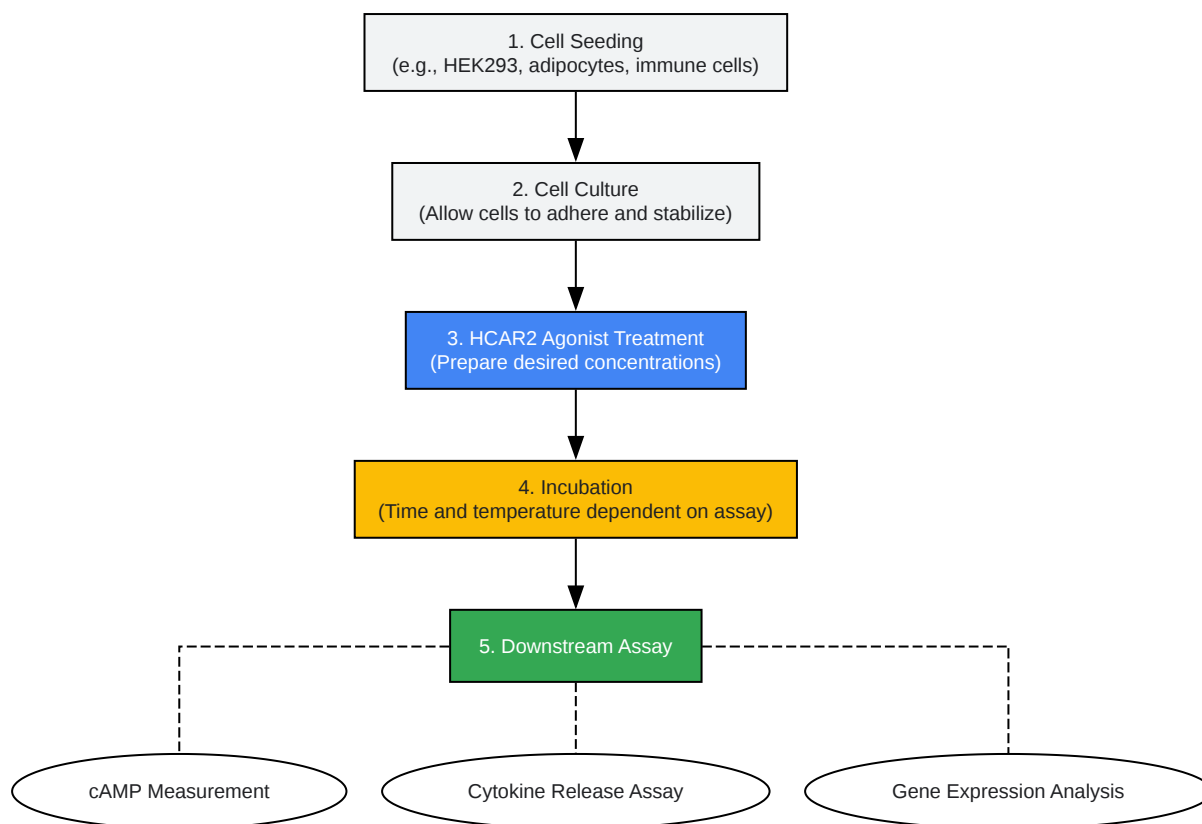 1. Cell Seeding
(e.g., HEK293, adipocytes, immune cells)
2. Cell Culture
(Allow cells to adhere and stabilize)
3. HCAR2 Agonist Treatment
(Prepare desired concentrations)
4. Incubation
(Time and temperature dependent on assay)
5. Downstream Assay
cAMP Measurement
Cytokine Release Assay
Gene Expression Analysis